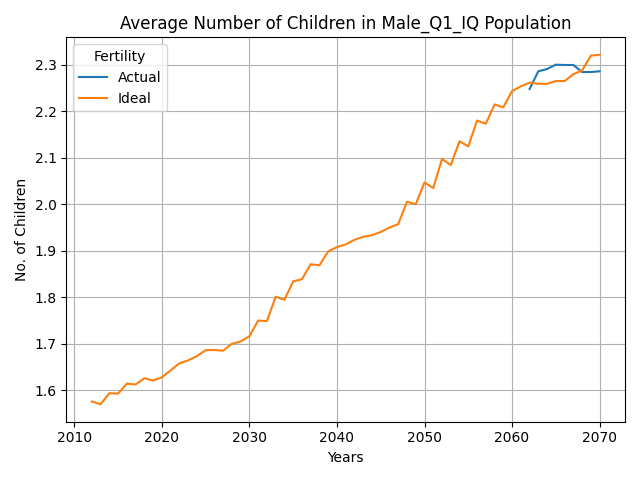 Average Number of Children in Male_Q1_IQ Population
Fertility
Actual
Ideal
No. of Children
2.3
2.2
2.1
2.0
1.9
1.8
1.7
1.6
2010 2020 2030 2040 2050 2060 2070
Years